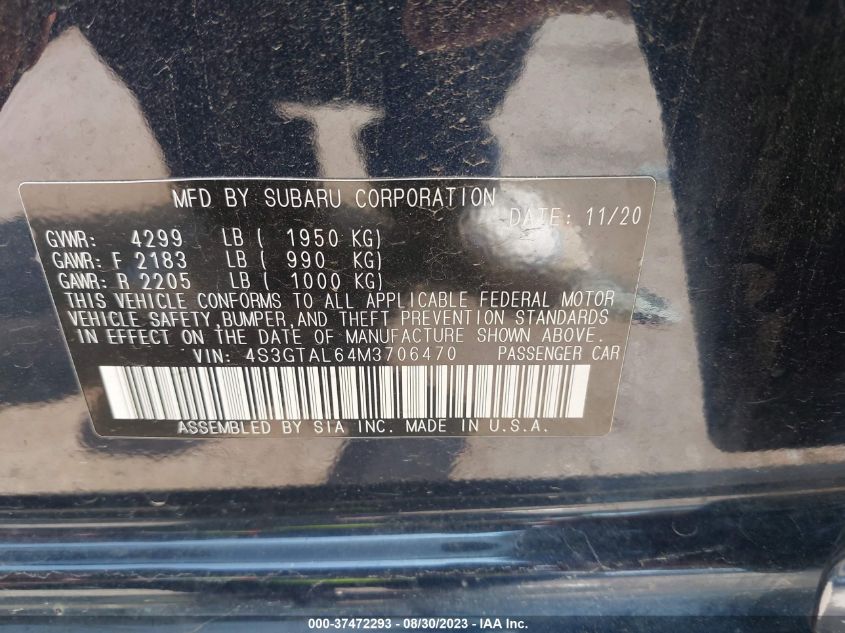 MFD BY SUBARU CORPORATION
DATE: 11/20
GVWR: 4299 LB ( 1950 KG)
GAWR: F 2183 LB ( 990 KG)
GAWR: R 2205 LB ( 1000 KG)
THIS VEHICLE CONFORMS TO ALL APPLICABLE FEDERAL MOTOR
VEHICLE SAFETY, BUMPER, AND THEFT PREVENTION STANDARDS
IN EFFECT ON THE DATE OF MANUFACTURE SHOWN ABOVE.
VIN: 4S3GTAL64M3706470 PASSENGER CAR
ASSEMBLED BY SIA INC. MADE IN U.S.A.
000-37472293 - 08/30/2023 - IAA, Inc.